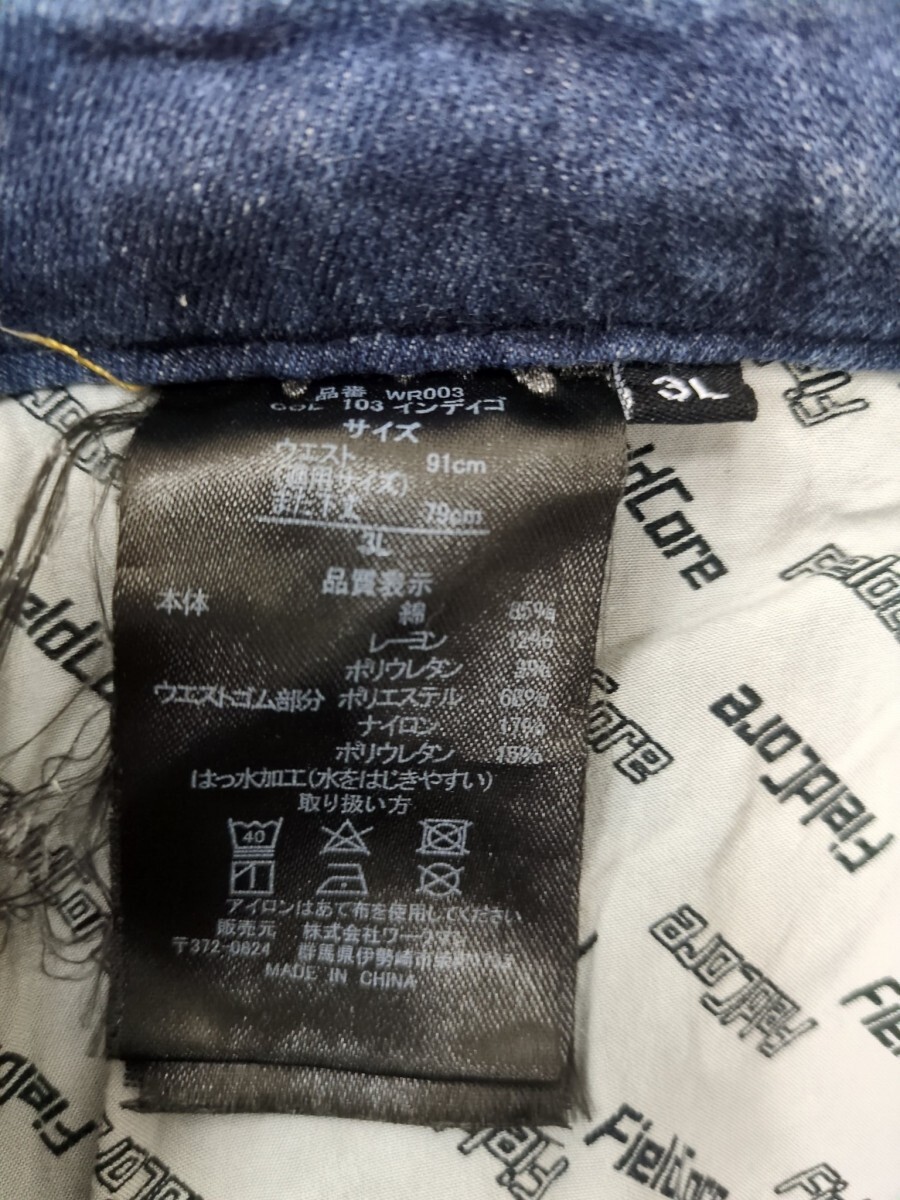 品番 WR003
COL 103 インディゴ
3L
サイズ
ウエスト 91cm
(適用サイズ)
また下丈 79cm
3L
品質表示
本体 綿 85%
レーヨン 12%
ポリウレタン 3%
ウエストゴム部分 ポリエステル 68%
ナイロン 17%
ポリウレタン 15%
はっ水加工(水をはじきやすい)
取り扱い方
40
アイロンはあて布を使用してください
販売元 株式会社ワークマン
〒372-0824 群馬県伊勢崎市
MADE IN CHINA
FieldCore
FieldCore
FieldCore
FieldCore